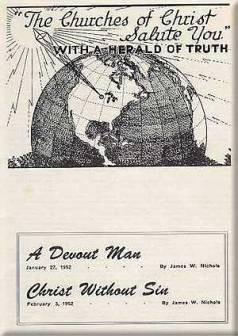 "The Churches of Christ
Salute You"
WITH A HERALD OF TRUTH
A Devout Man
January 27, 1952 - - - - By James W. Nichols
Christ Without Sin
February 3, 1952 - - - By James W. Nichols